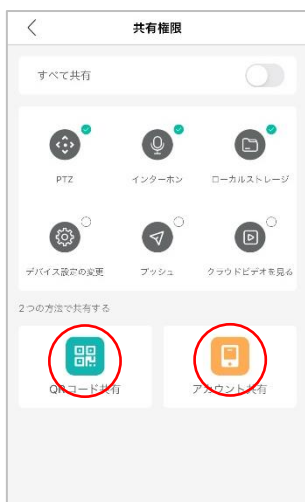 共有権限
すべて共有
PTZ インターホン ローカルストレージ
デバイス設定の変更 プッシュ クラウドビデオを見る
2つの方法で共有する
QRコード共有 アカウント共有